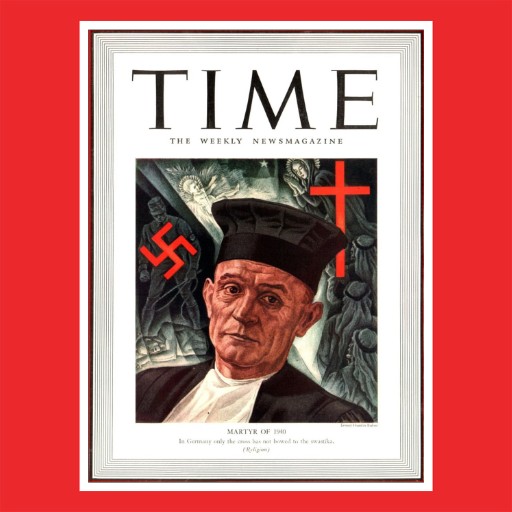 TIME
THE WEEKLY NEWSMAGAZINE
MARTYR OF 1940
In Germany only the cross has not bowed to the swastika.
(Religion)